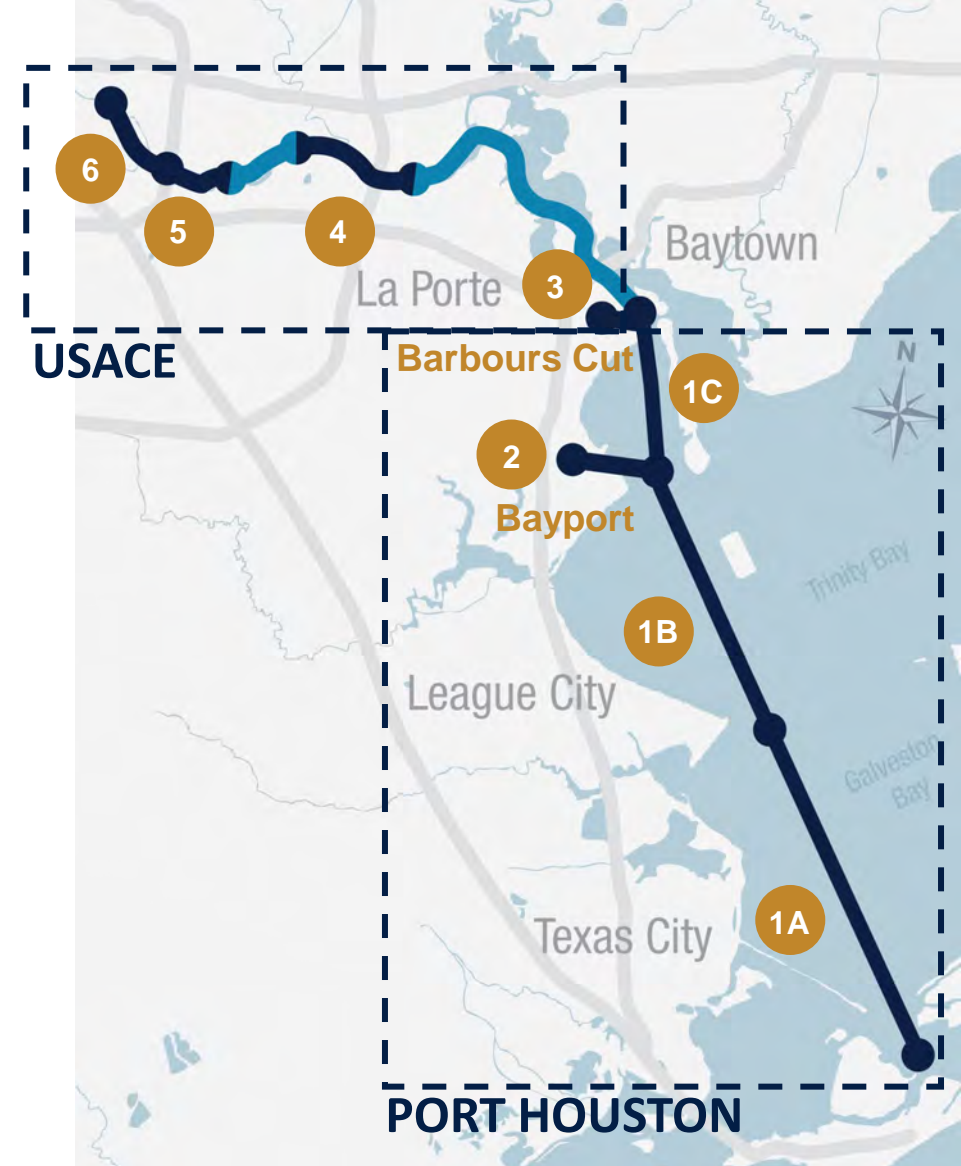 6
5
4
Baytown
La Porte
3
USACE
Barbours Cut
N
1C
2
Bayport
Trinity Bay
1B
League City
Galveston
Bay
1A
Texas City
PORT HOUSTON